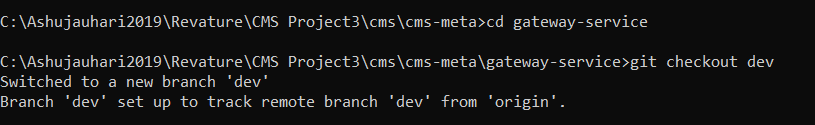 C:\Ashujauhari2019\Revature\CMS Project3\cms\cms-meta>cd gateway-service
C:\Ashujauhari2019\Revature\CMS Project3\cms\cms-meta\gateway-service>git checkout dev
Switched to a new branch 'dev'
Branch 'dev' set up to track remote branch 'dev' from 'origin'.